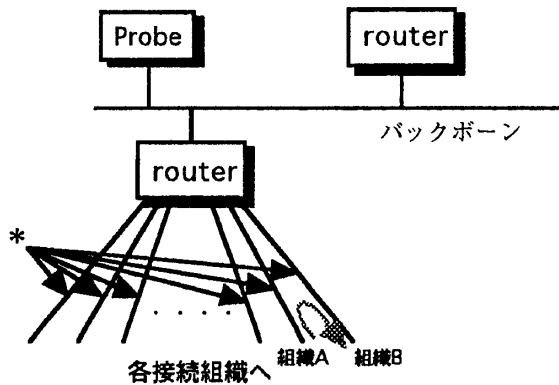 Probe
router
バックボーン
router
*
. . . .
組織A 組織B
各接続組織へ